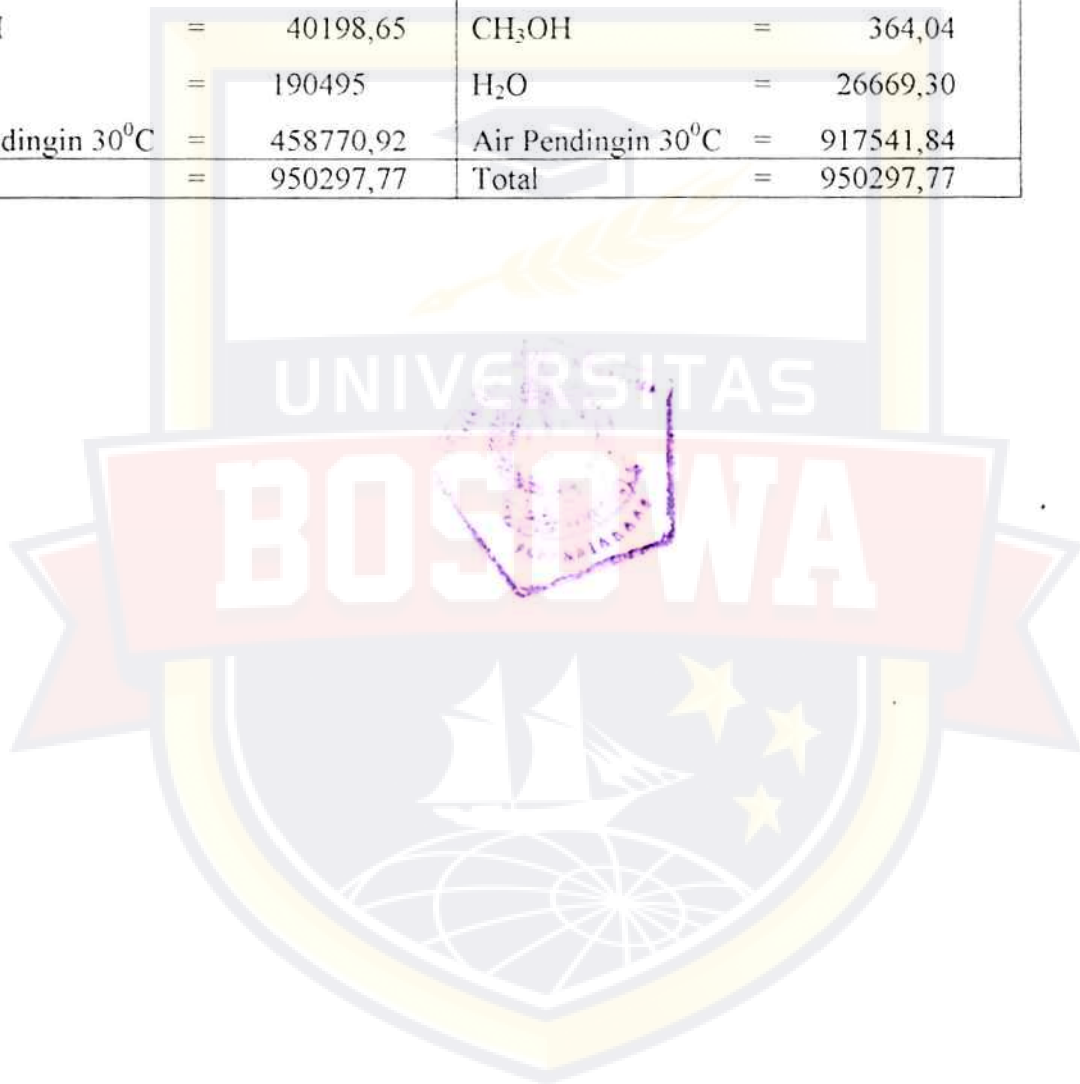 = 40198,65 CH₃OH = 364,04
= 190495 H₂O = 26669,30
dingin 30⁰C = 458770,92 Air Pendingin 30⁰C = 917541,84
= 950297,77 Total = 950297,77
UNIVERSITAS
BOSOWA